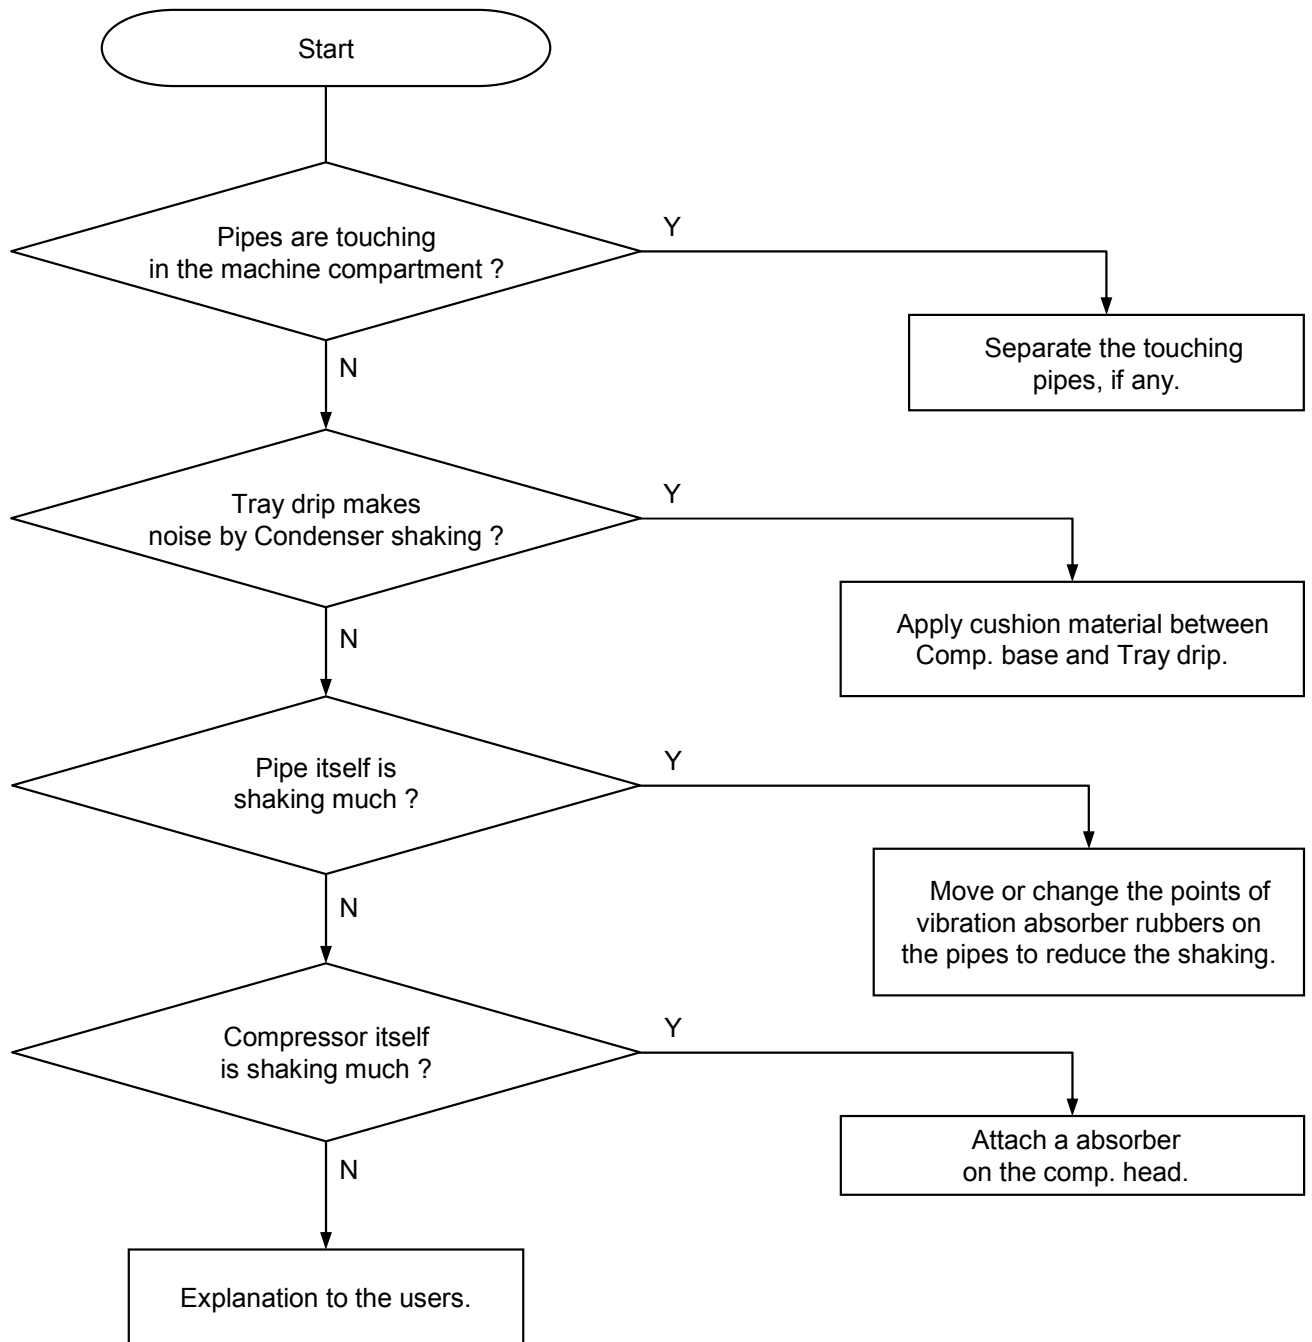 Start
Pipes are touching
in the machine compartment ?
Y
Separate the touching
pipes, if any.
N
Tray drip makes
noise by Condenser shaking ?
Y
Apply cushion material between
Comp. base and Tray drip.
N
Pipe itself is
shaking much ?
Y
Move or change the points of
vibration absorber rubbers on
the pipes to reduce the shaking.
N
Compressor itself
is shaking much ?
Y
Attach a absorber
on the comp. head.
N
Explanation to the users.